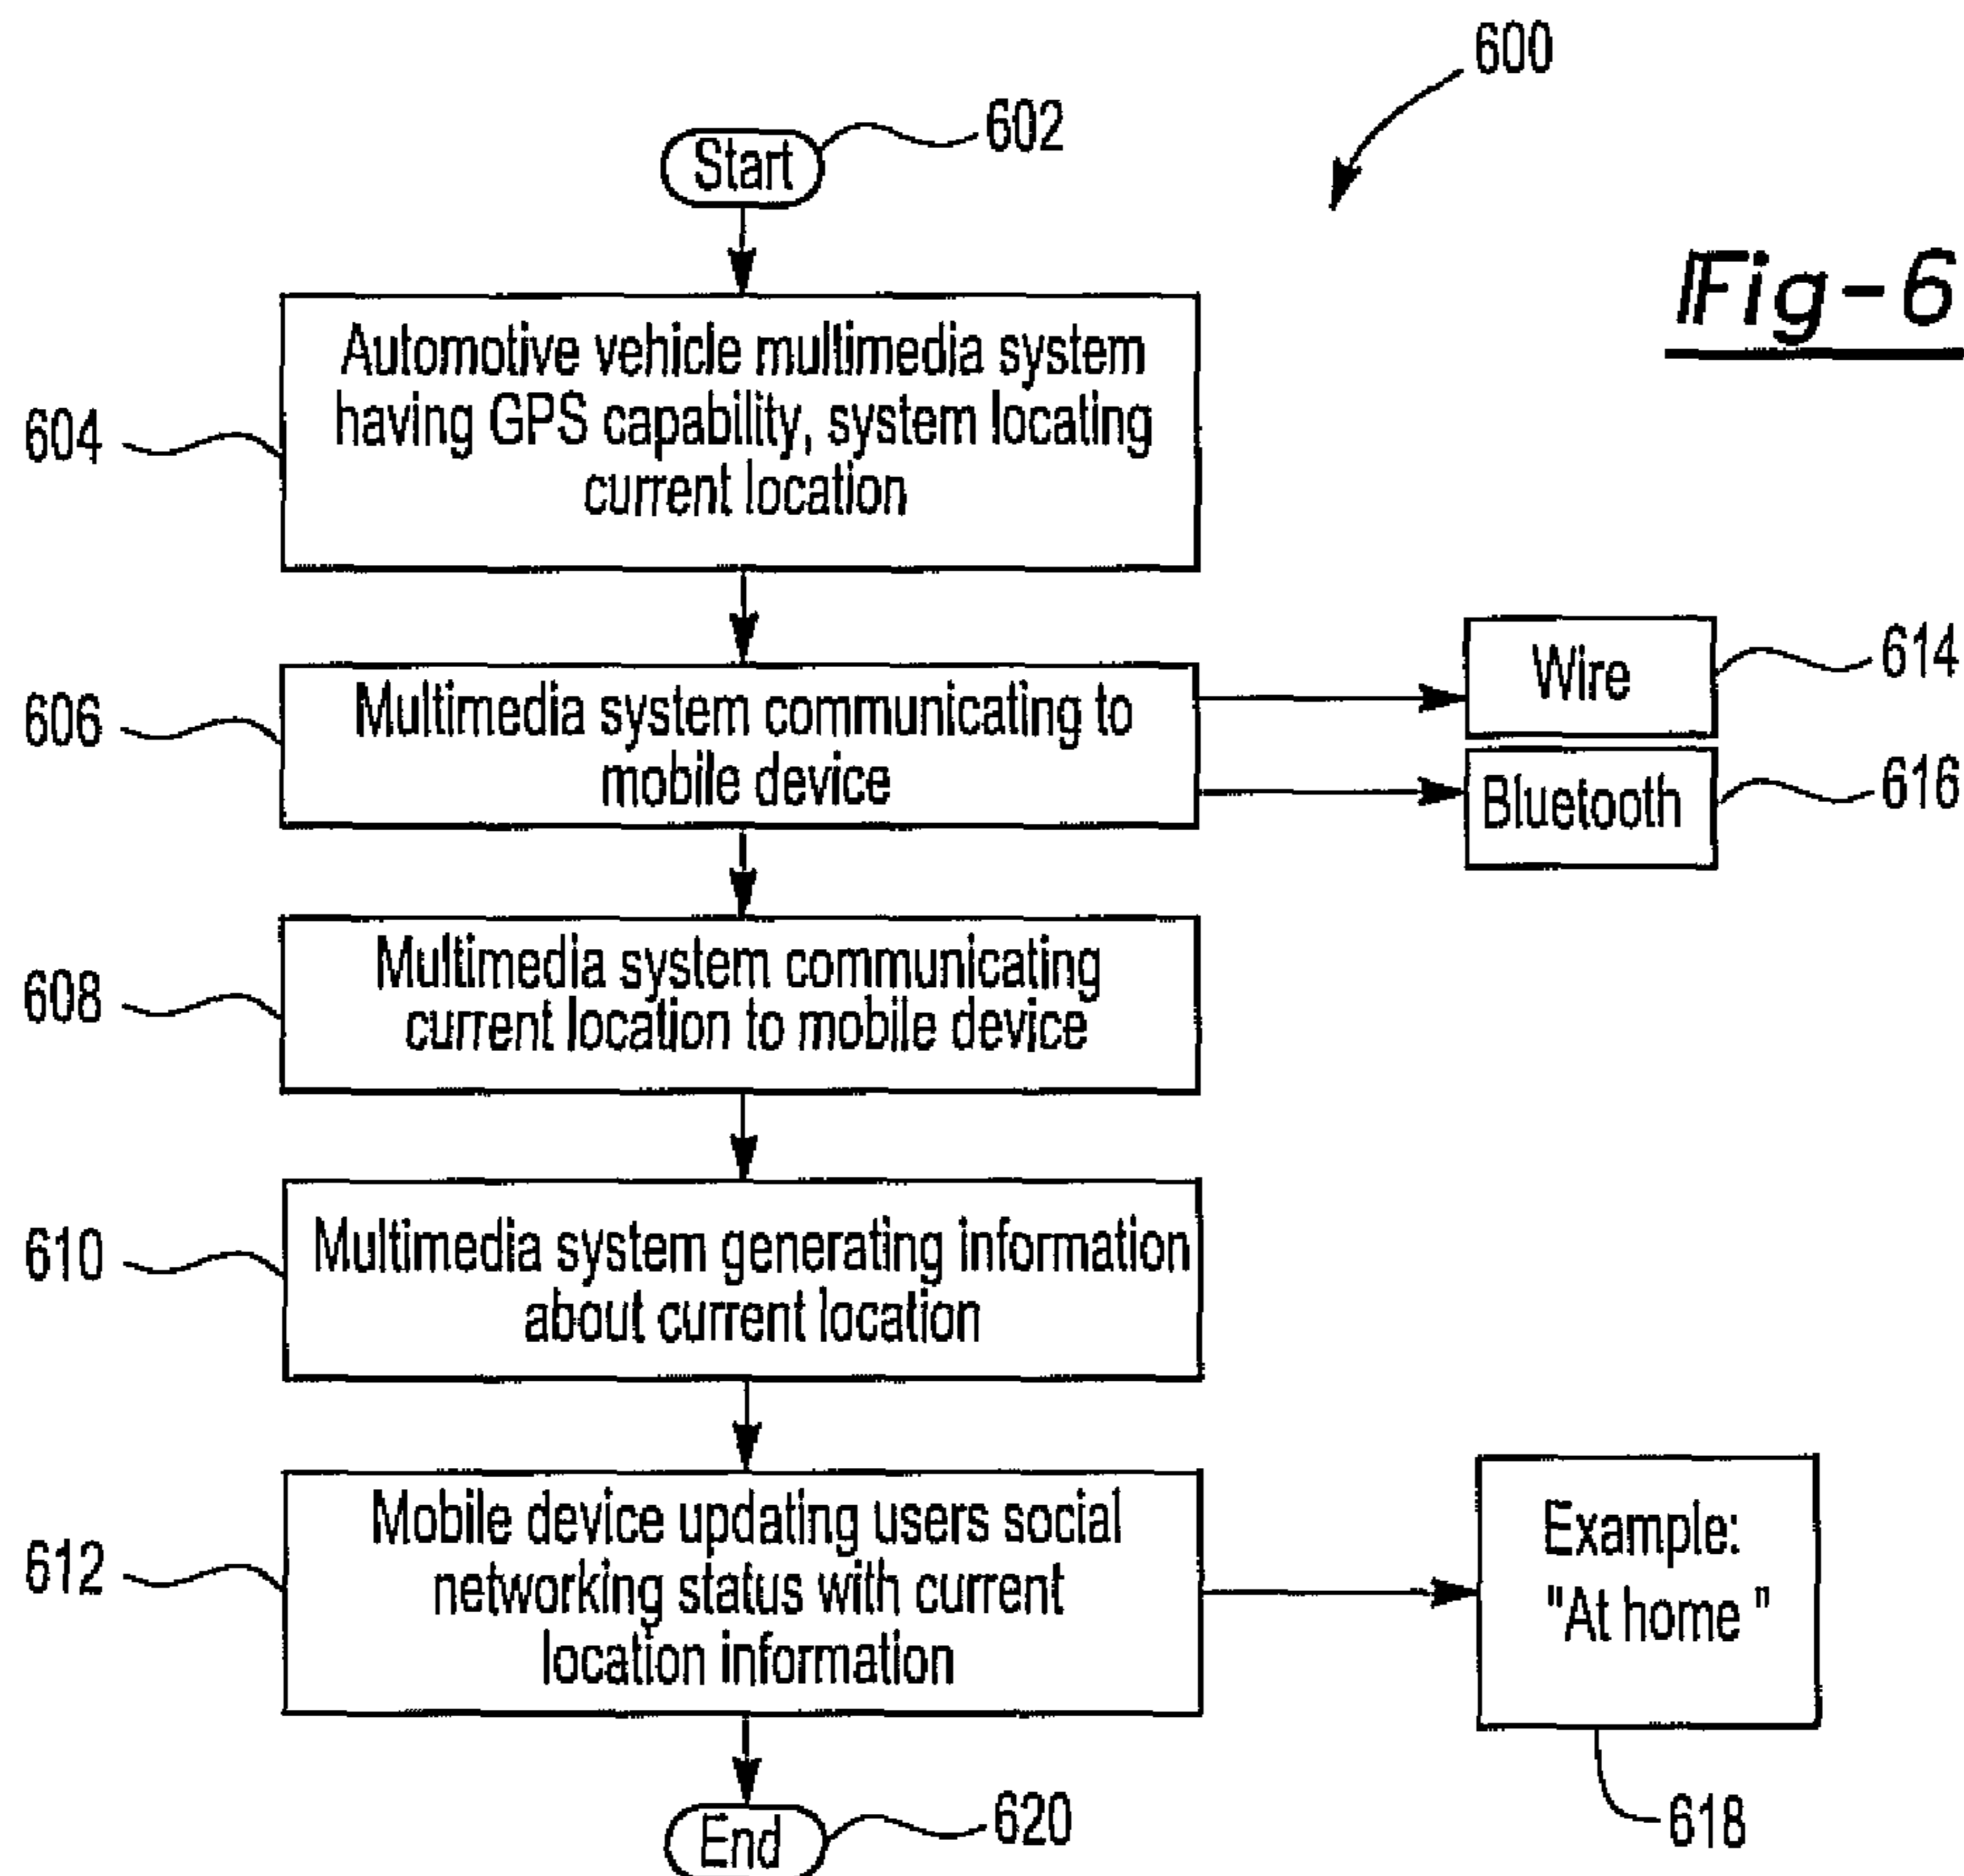 600
602
Start
Fig-6
Automotive vehicle multimedia system
having GPS capability, system locating
current location
604
Multimedia system communicating to
mobile device
606
Wire
614
Bluetooth
616
Multimedia system communicating
current location to mobile device
608
Multimedia system generating information
about current location
610
Mobile device updating users social
networking status with current
location information
612
Example:
"At home "
618
End
620